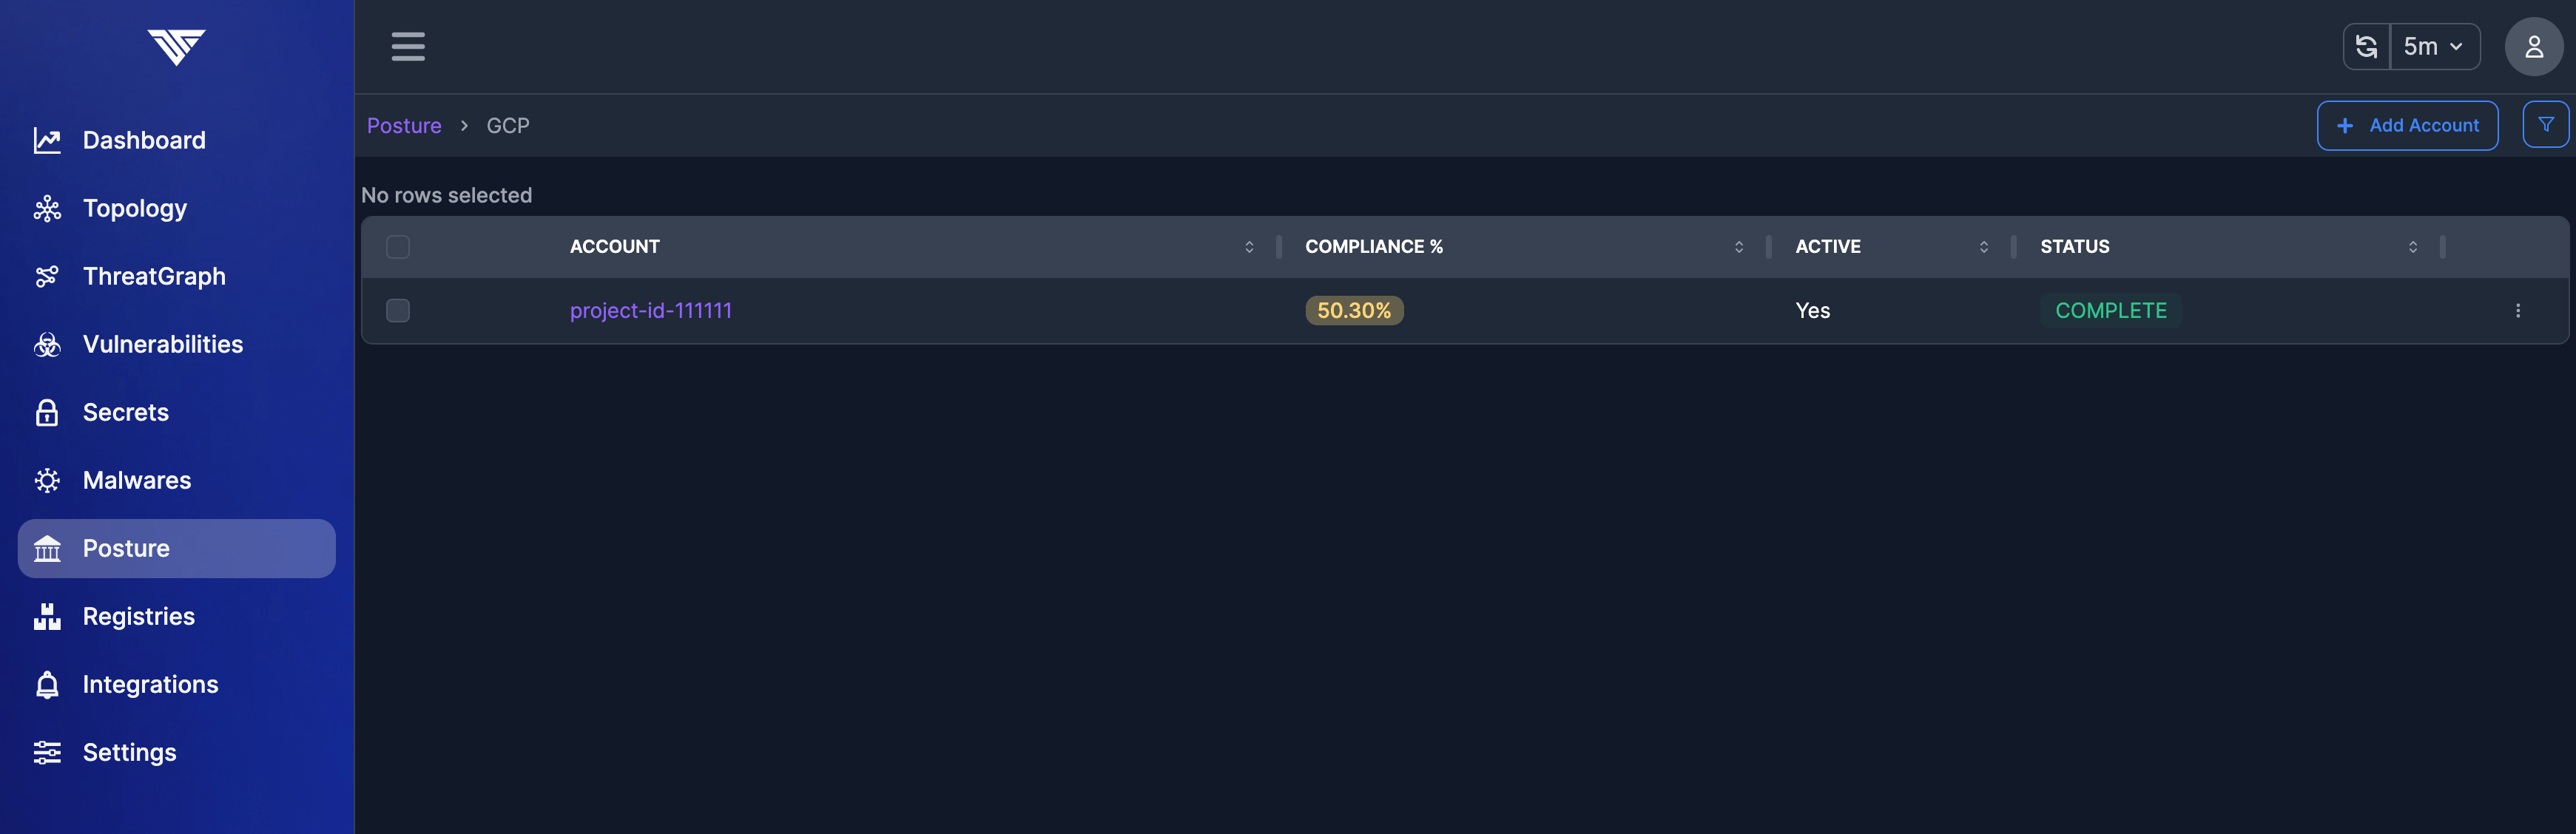 5m
Dashboard
Topology
ThreatGraph
Vulnerabilities
Secrets
Malwares
Posture
Registries
Integrations
Settings
Posture > GCP
+ Add Account
No rows selected
ACCOUNT COMPLIANCE % ACTIVE STATUS
project-id-111111 50.30% Yes COMPLETE